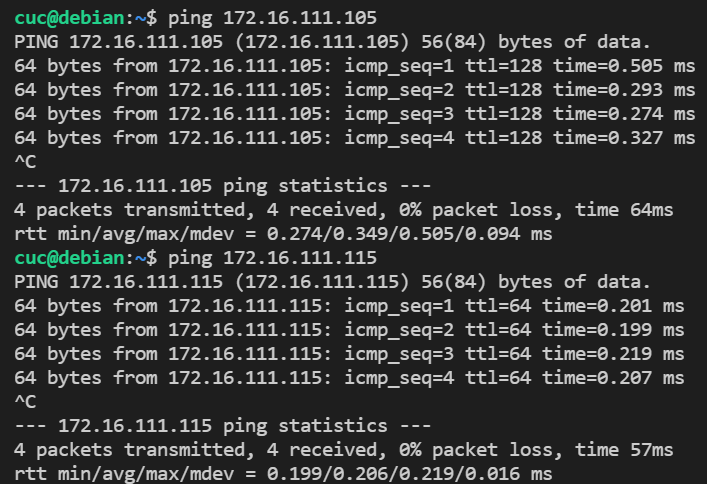 cuc@debian:~$ ping 172.16.111.105
PING 172.16.111.105 (172.16.111.105) 56(84) bytes of data.
64 bytes from 172.16.111.105: icmp_seq=1 ttl=128 time=0.505 ms
64 bytes from 172.16.111.105: icmp_seq=2 ttl=128 time=0.293 ms
64 bytes from 172.16.111.105: icmp_seq=3 ttl=128 time=0.274 ms
64 bytes from 172.16.111.105: icmp_seq=4 ttl=128 time=0.327 ms
^C
--- 172.16.111.105 ping statistics ---
4 packets transmitted, 4 received, 0% packet loss, time 64ms
rtt min/avg/max/mdev = 0.274/0.349/0.505/0.094 ms
cuc@debian:~$ ping 172.16.111.115
PING 172.16.111.115 (172.16.111.115) 56(84) bytes of data.
64 bytes from 172.16.111.115: icmp_seq=1 ttl=64 time=0.201 ms
64 bytes from 172.16.111.115: icmp_seq=2 ttl=64 time=0.199 ms
64 bytes from 172.16.111.115: icmp_seq=3 ttl=64 time=0.219 ms
64 bytes from 172.16.111.115: icmp_seq=4 ttl=64 time=0.207 ms
^C
--- 172.16.111.115 ping statistics ---
4 packets transmitted, 4 received, 0% packet loss, time 57ms
rtt min/avg/max/mdev = 0.199/0.206/0.219/0.016 ms